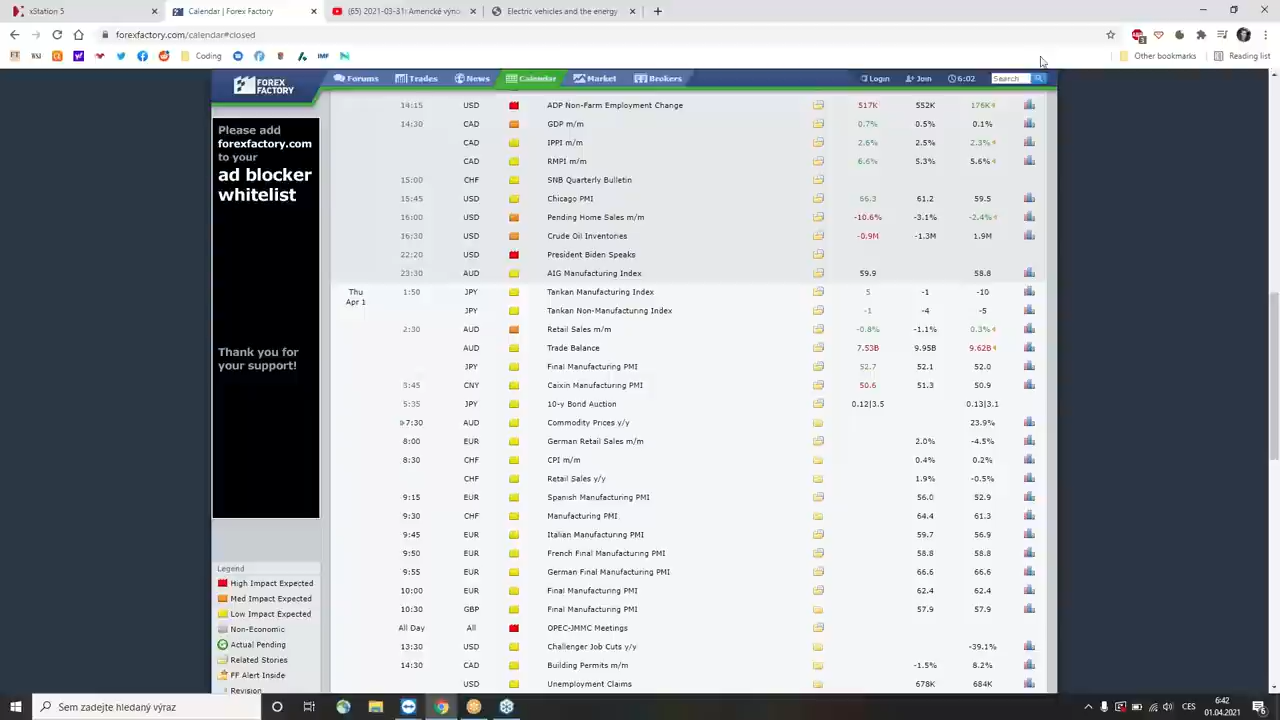 xStation 5
Calendar | Forex Factory
(65) 2021-03-31: Americké výno
Electric vehicles and the energy
forexfactory.com/calendar#closed
FT
WSJ
Coding
IMF
Other bookmarks
Reading list
FOREX FACTORY
Forums
Trades
News
Calendar
Market
Brokers
Login
Join
6:02
Search
Please add
forexfactory.com
to your
ad blocker
whitelist
Thank you for
your support!
14:15 USD ADP Non-Farm Employment Change 517K 552K 176K
14:30 CAD GDP m/m 0.7% 0.5% 0.1%
CAD IPPI m/m 2.6% 2.5% 2.3%
CAD RMPI m/m 6.6% 5.3% 5.6%
15:00 CHF SNB Quarterly Bulletin
15:45 USD Chicago PMI 66.3 61.2 59.5
16:00 USD Pending Home Sales m/m -10.6% -3.1% -2.4%
16:30 USD Crude Oil Inventories -0.9M -1.3M 1.9M
22:20 USD President Biden Speaks
23:30 AUD AIG Manufacturing Index 59.9 58.8
Thu
Apr 1
1:50 JPY Tankan Manufacturing Index 5 -1 -10
JPY Tankan Non-Manufacturing Index -1 -4 -5
2:30 AUD Retail Sales m/m -0.8% -1.1% 0.3%
AUD Trade Balance 7.53B 9.95B 9.62B
JPY Final Manufacturing PMI 52.7 52.1 52.0
3:45 CNY Caixin Manufacturing PMI 50.6 51.3 50.9
5:35 JPY 10-y Bond Auction 0.12|3.5 0.13|3.1
7:30 AUD Commodity Prices y/y 23.9%
8:00 EUR German Retail Sales m/m 2.0% -4.5%
8:30 CHF CPI m/m 0.4% 0.2%
CHF Retail Sales y/y 1.9% -0.5%
9:15 EUR Spanish Manufacturing PMI 56.0 52.9
9:30 CHF Manufacturing PMI 64.4 61.3
9:45 EUR Italian Manufacturing PMI 59.7 56.9
9:50 EUR French Final Manufacturing PMI 58.8 58.8
9:55 EUR German Final Manufacturing PMI 66.6 66.6
10:00 EUR Final Manufacturing PMI 62.4 62.4
10:30 GBP Final Manufacturing PMI 57.9 57.9
All Day All OPEC-JMMC Meetings
13:30 USD Challenger Job Cuts y/y -39.1%
14:30 CAD Building Permits m/m -1.5% 8.2%
USD Unemployment Claims 678K 684K
Legend
High Impact Expected
Med Impact Expected
Low Impact Expected
Non-Economic
Actual Pending
Related Stories
FF Alert Inside
Revision
Sem zadejte hledaný výraz
CES
6:42
01.04.2021